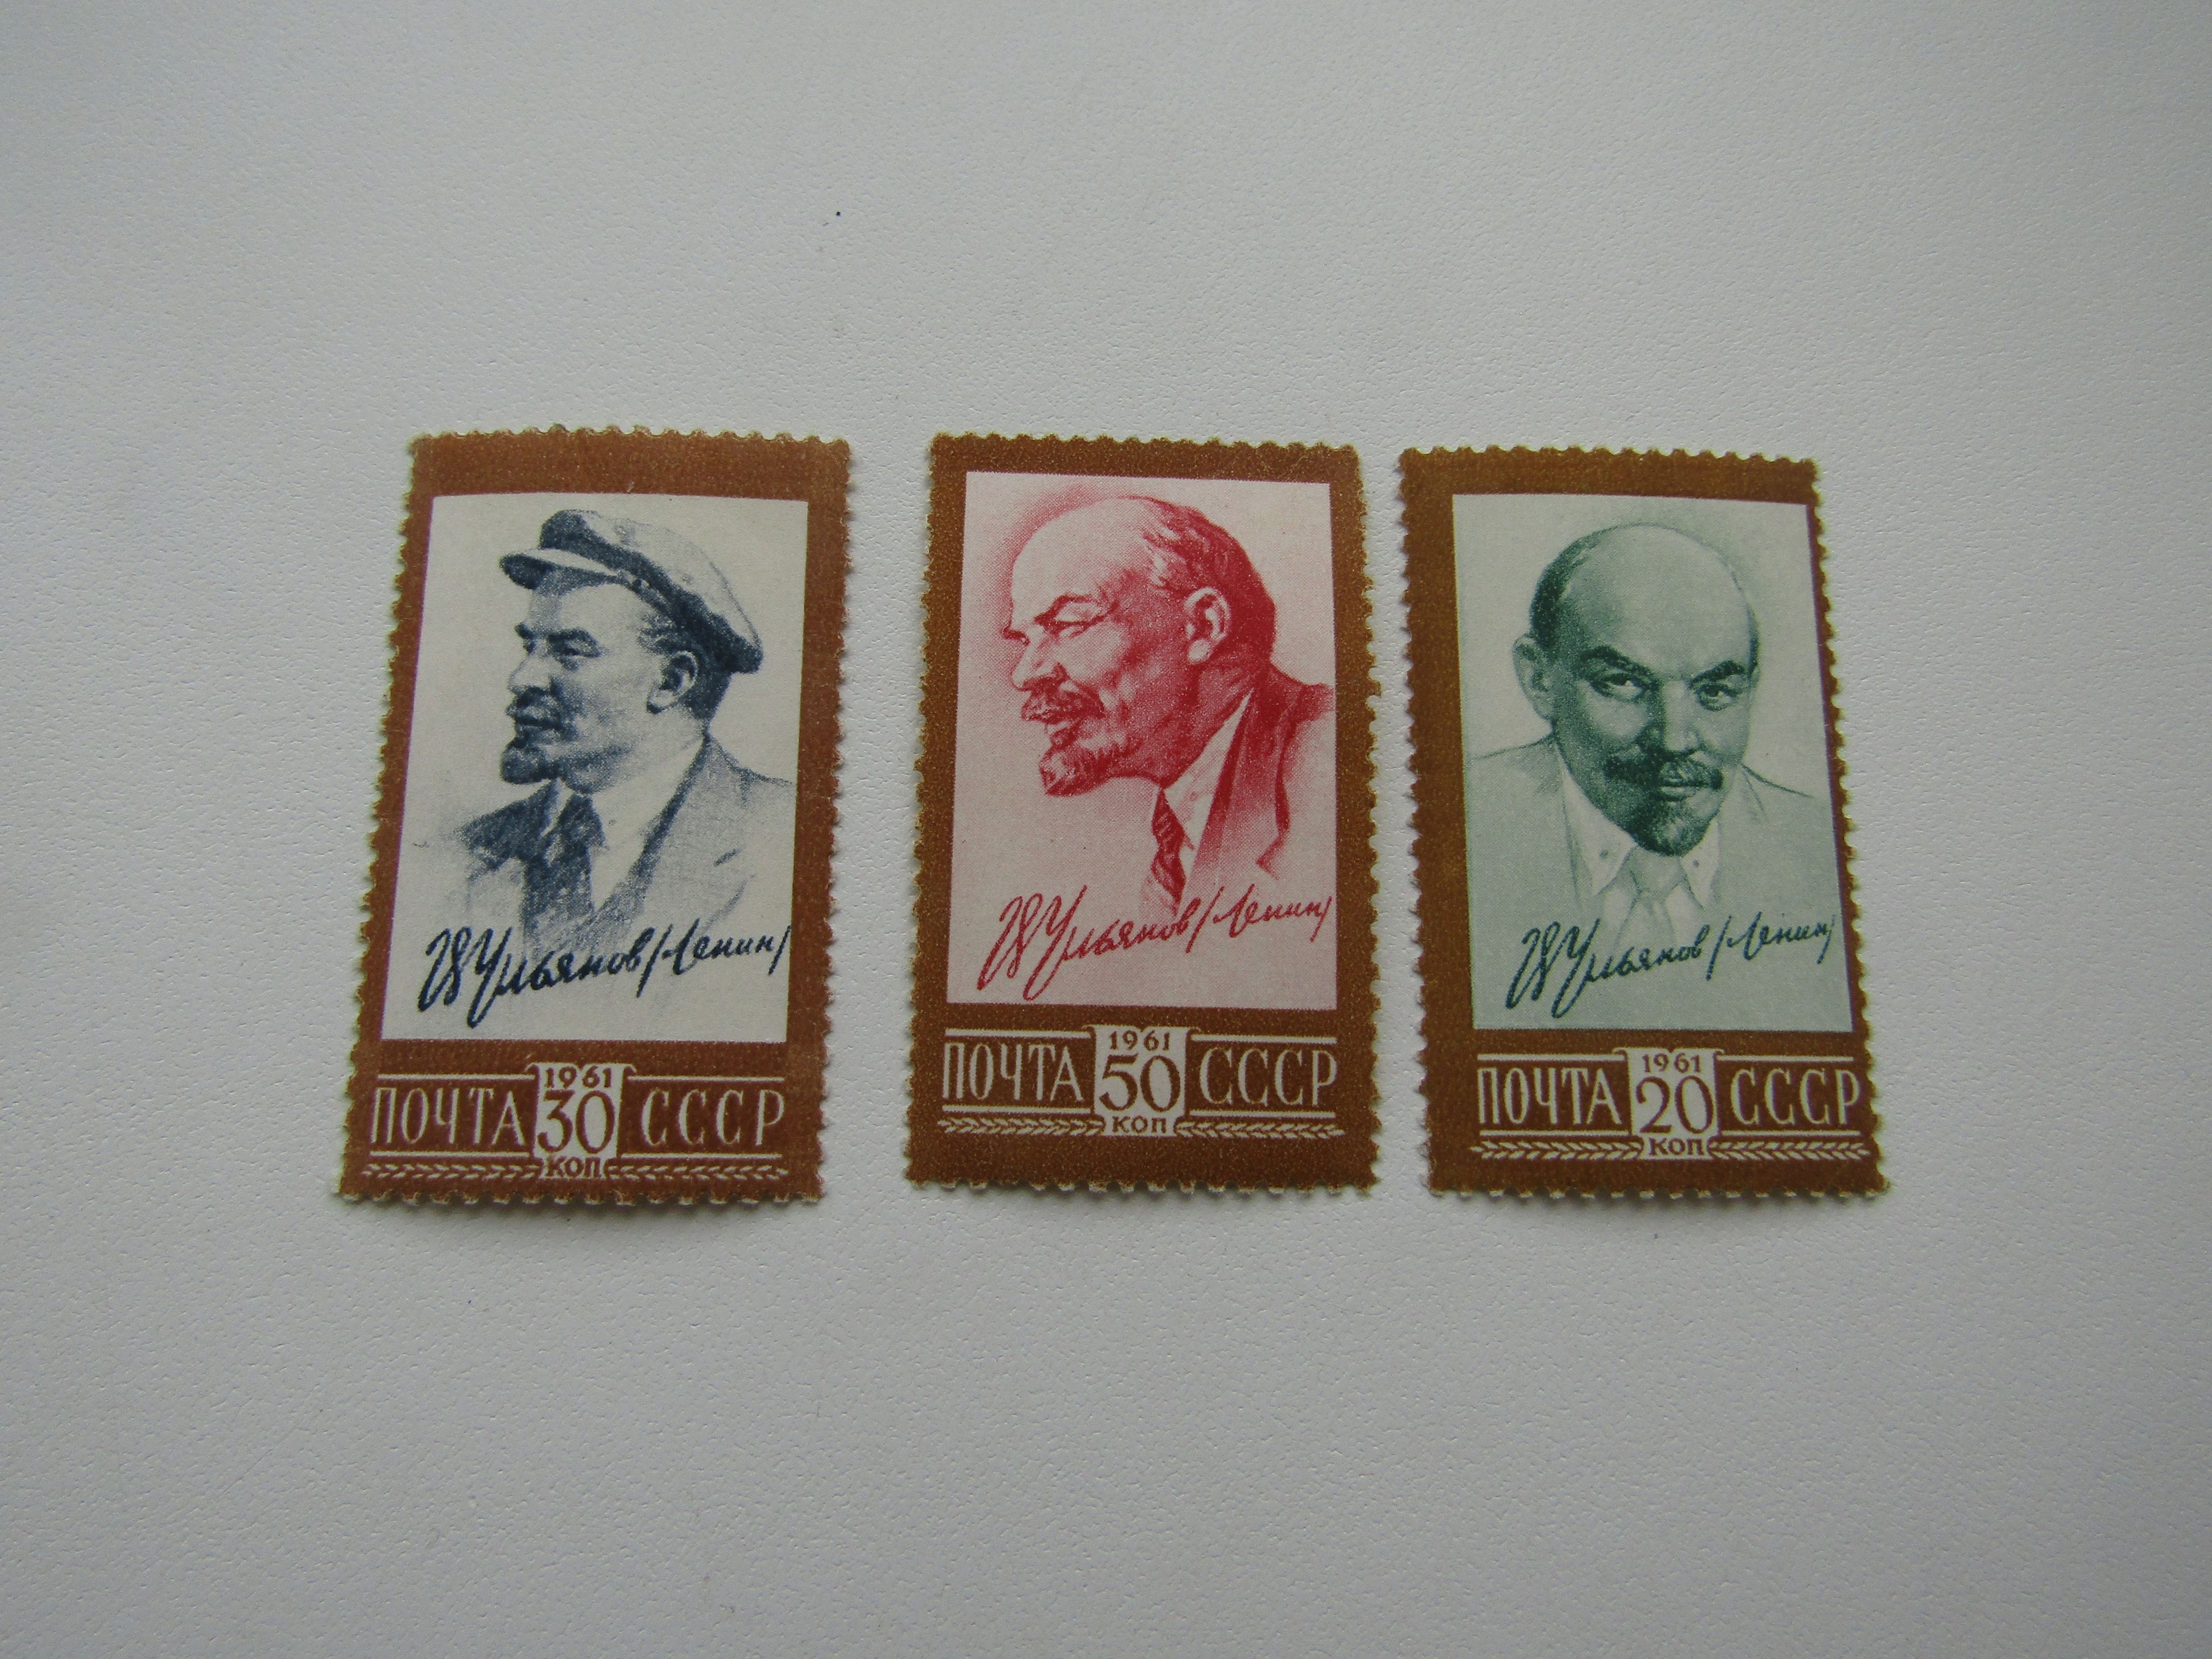 В Ульянов (Ленин)
1961
ПОЧТА 30 СССР
КОП
В Ульянов (Ленин)
1961
ПОЧТА 50 СССР
КОП
В Ульянов (Ленин)
1961
ПОЧТА 20 СССР
КОП